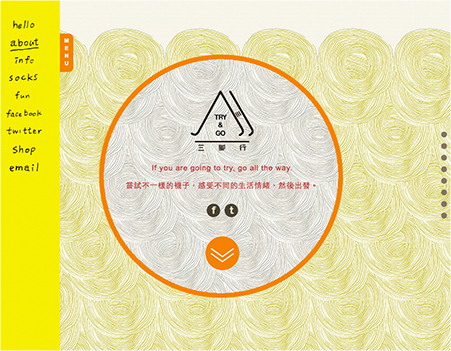 hello
about
info
socks
fun
facebook
twitter
shop
email
MENU
TRY
&
GO
®
三 腳 行
If you are going to try, go all the way.
嘗試不一樣的襪子，感受不同的生活情緒，然後出發。
f t